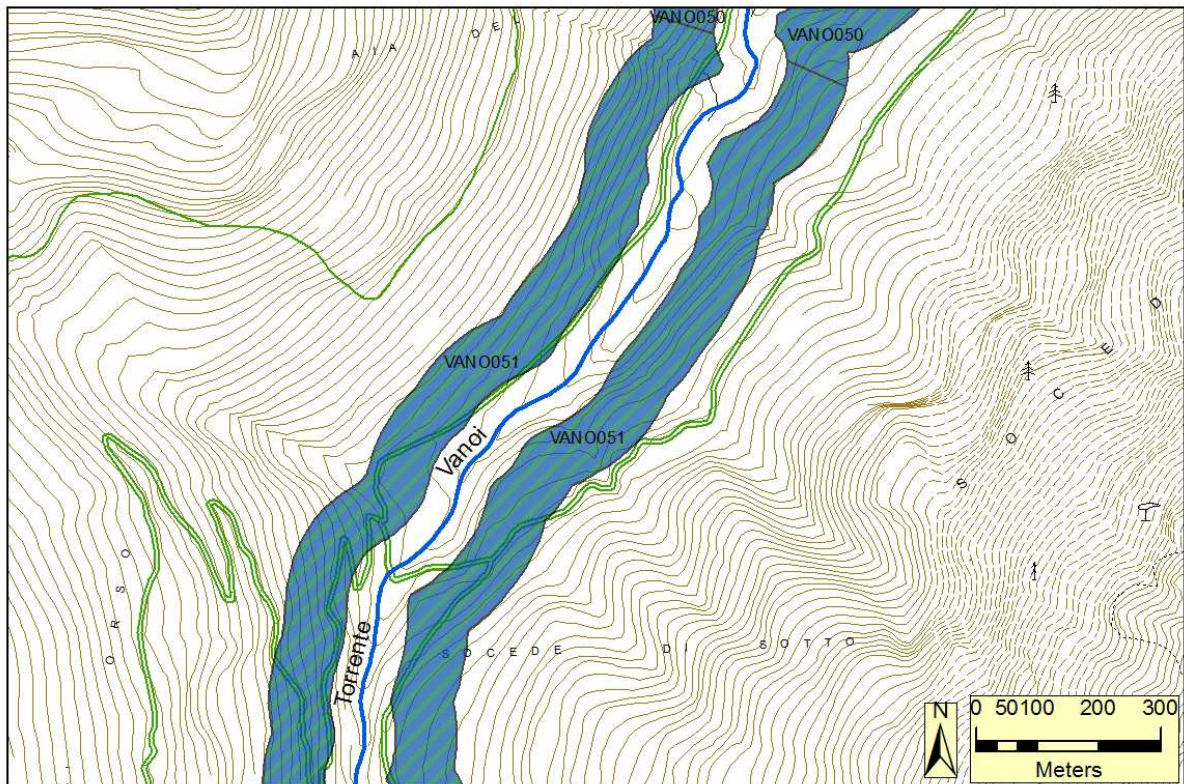 VANO050
VANO050
AIA DEL
VANO051
VANO051
Vanoi
Torrente
ORSO
SOCED
SOCEDE DI SOTTO
N
0 50 100 200 300
Meters